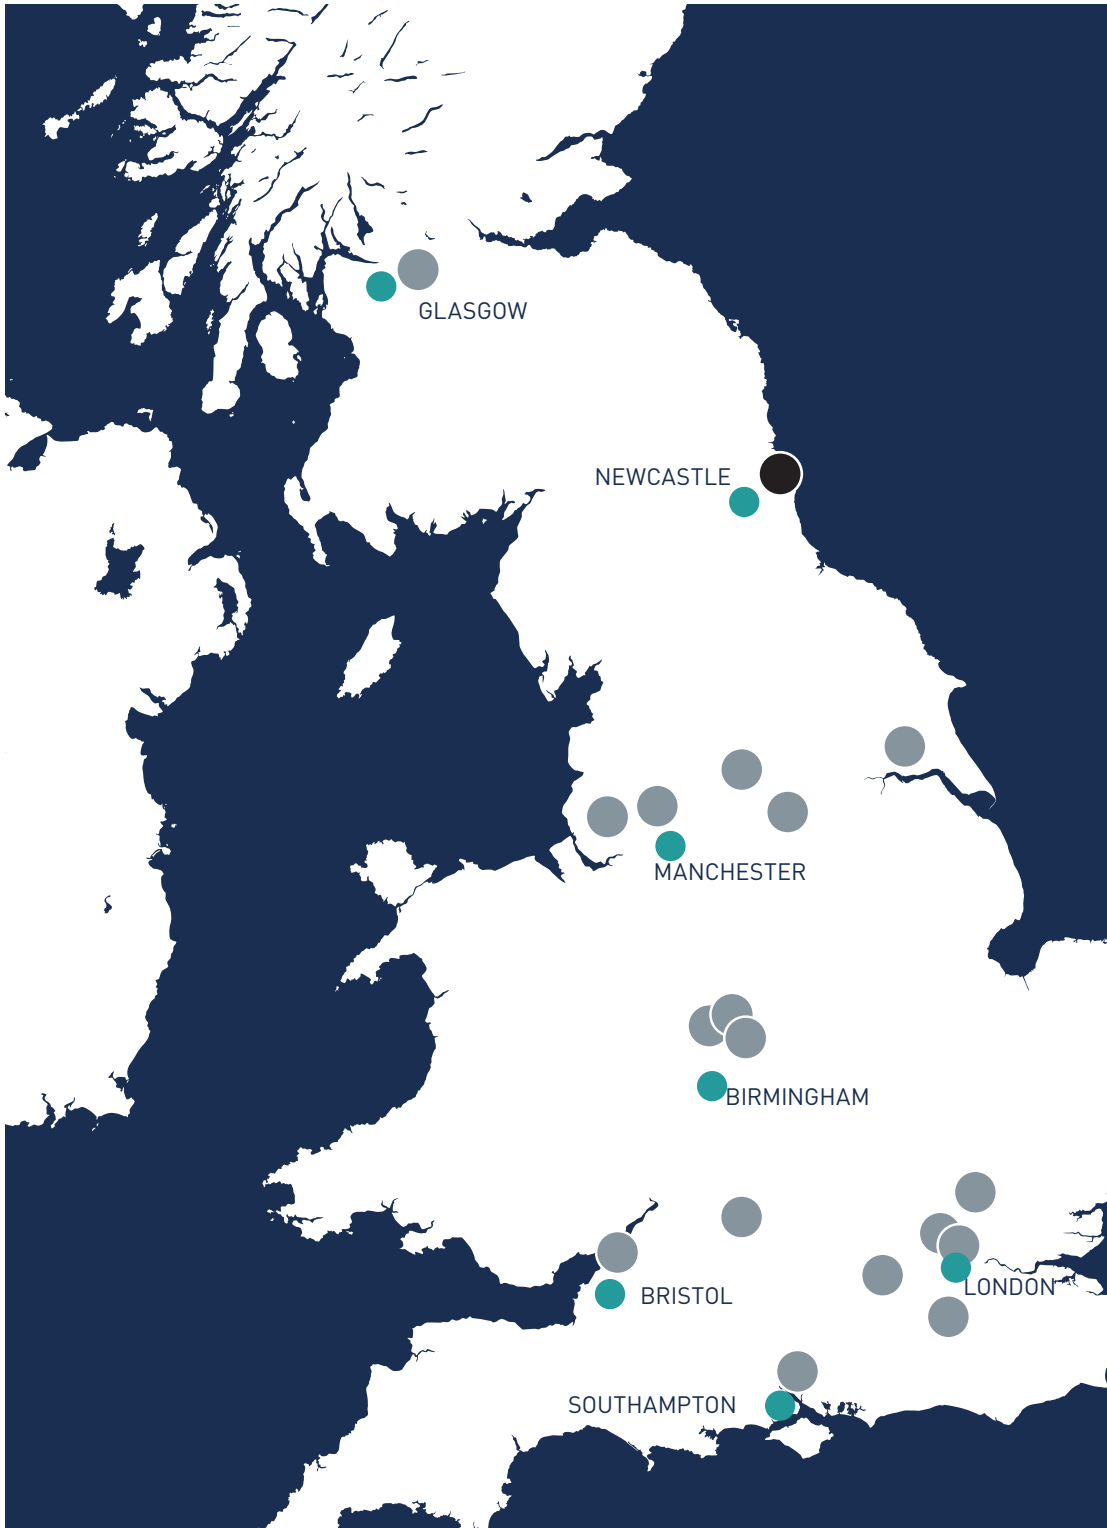 GLASGOW
NEWCASTLE
MANCHESTER
BIRMINGHAM
LONDON
BRISTOL
SOUTHAMPTON